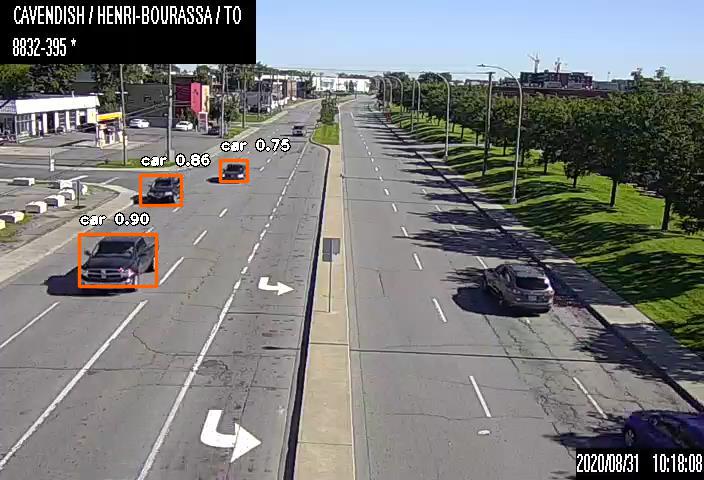 CAVENDISH / HENRI-BOURASSA / TO
8832-395 *
car 0.75
car 0.86
car 0.90
2020/08/31 10:18:08